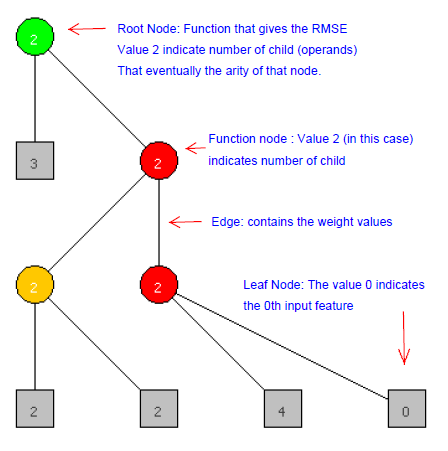 Root Node: Function that gives the RMSE
2
Value 2 indicate number of child (operands)
That eventually the arity of that node.
Function node : Value 2 (in this case)
3
2
indicates number of child
Edge: contains the weight values
2
2
Leaf Node: The value 0 indicates
the 0th input feature
2
2
4
0